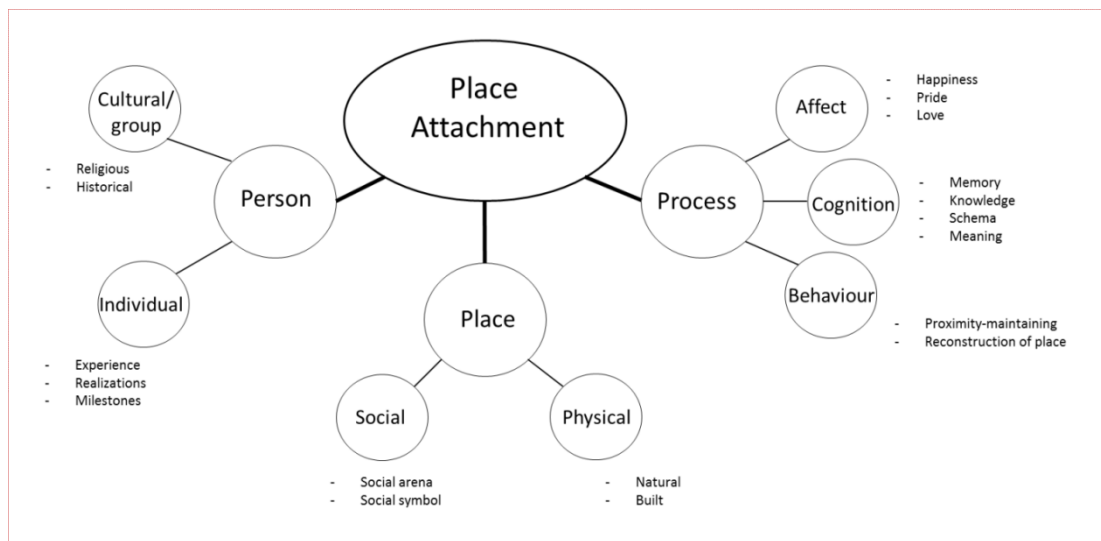 Place
Attachment
Cultural/
group
- Religious
- Historical
Person
Individual
- Experience
- Realizations
- Milestones
Place
Social
- Social arena
- Social symbol
Physical
- Natural
- Built
Process
Affect
- Happiness
- Pride
- Love
Cognition
- Memory
- Knowledge
- Schema
- Meaning
Behaviour
- Proximity-maintaining
- Reconstruction of place